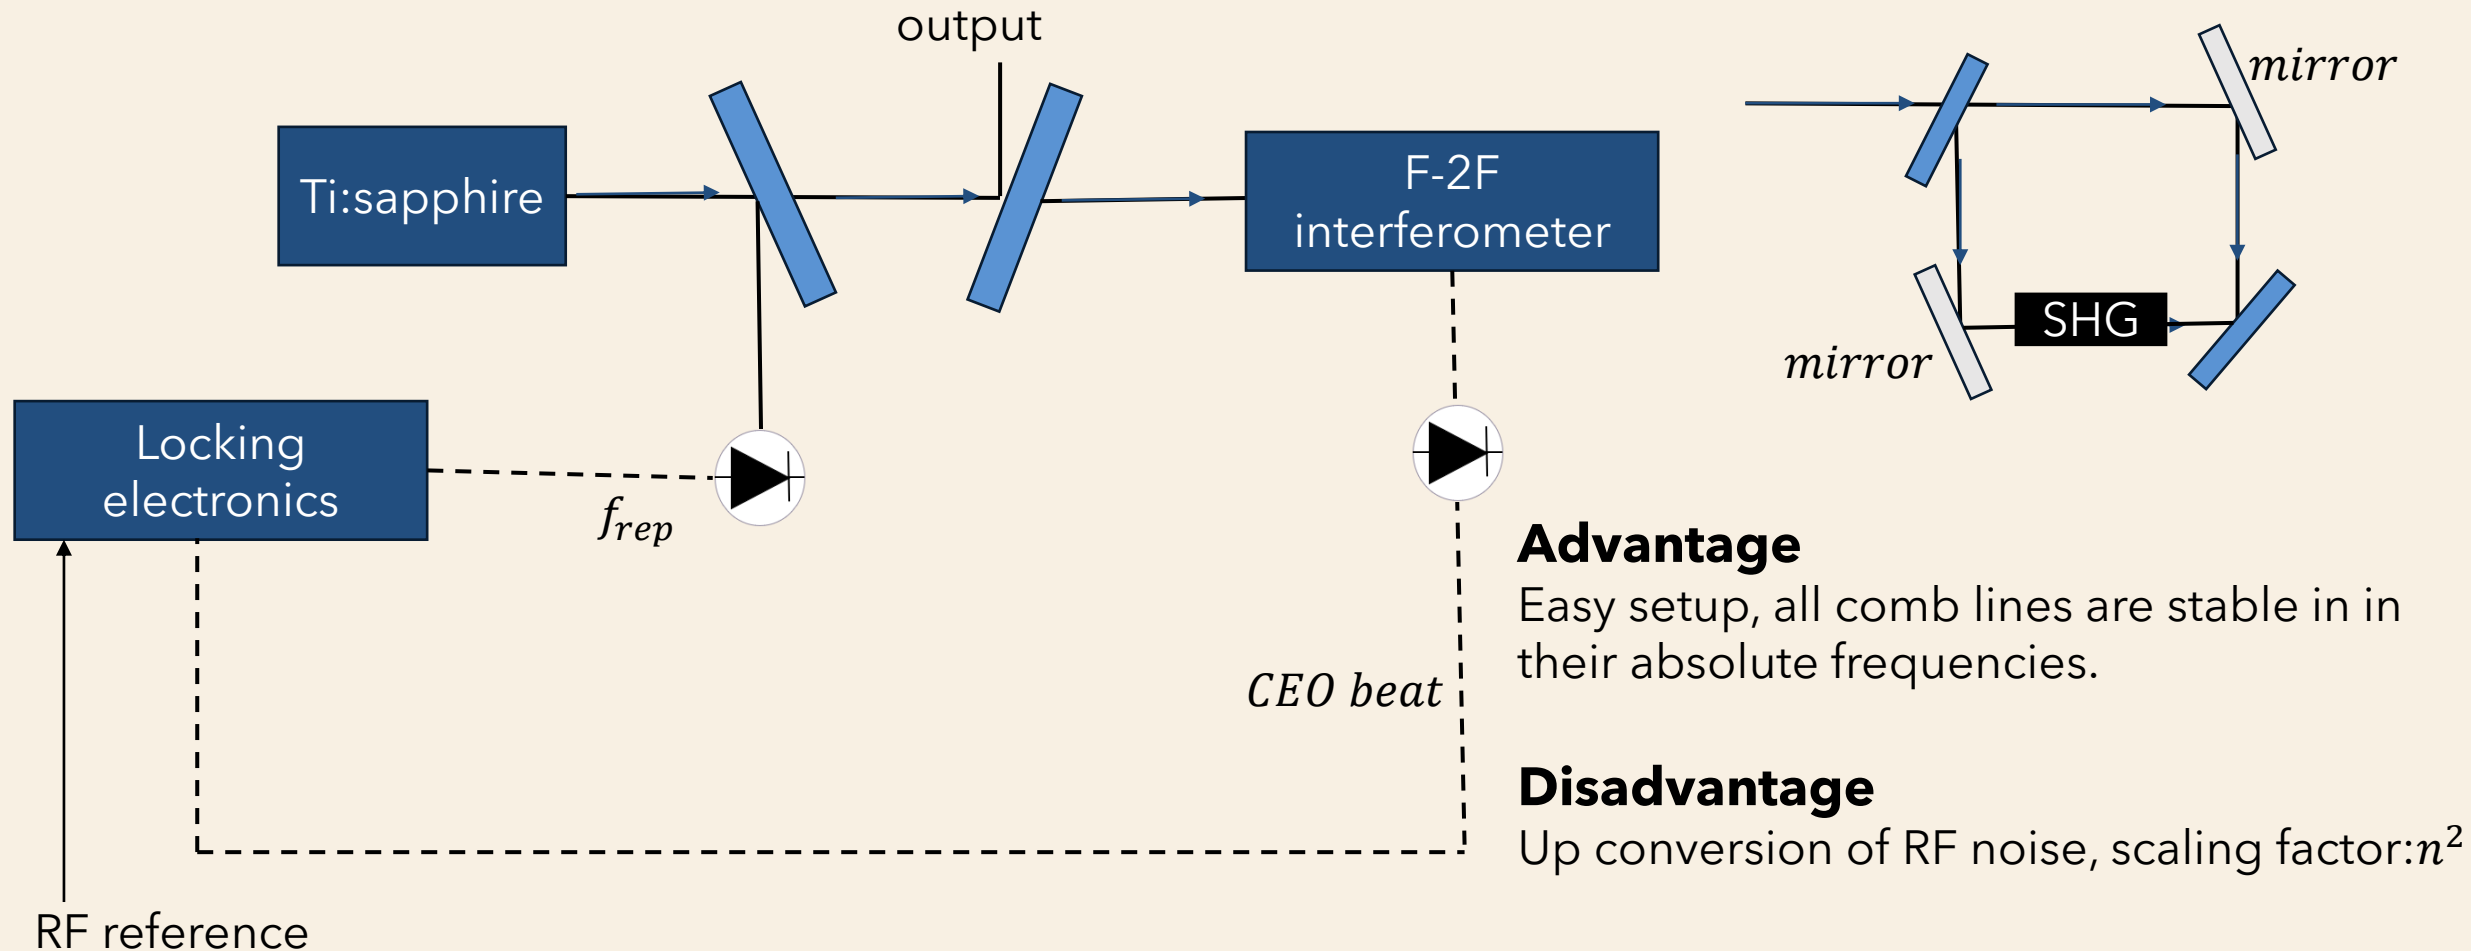 output
mirror
Ti:sapphire
F-2F
interferometer
SHG
mirror
Locking
electronics
f_rep
Advantage
Easy setup, all comb lines are stable in in
their absolute frequencies.
CEO beat
Disadvantage
Up conversion of RF noise, scaling factor:n²
RF reference